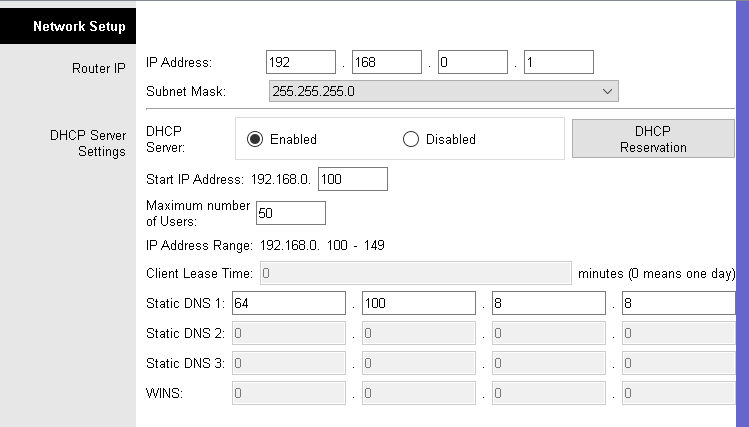 Network Setup
Router IP
IP Address: 192 . 168 . 0 . 1
Subnet Mask: 255.255.255.0
DHCP Server Settings
DHCP Server: Enabled Disabled DHCP Reservation
Start IP Address: 192.168.0. 100
Maximum number of Users: 50
IP Address Range: 192.168.0. 100 - 149
Client Lease Time: 0 minutes (0 means one day)
Static DNS 1: 64 . 100 . 8 . 8
Static DNS 2: 0 . 0 . 0 . 0
Static DNS 3: 0 . 0 . 0 . 0
WINS: 0 . 0 . 0 . 0